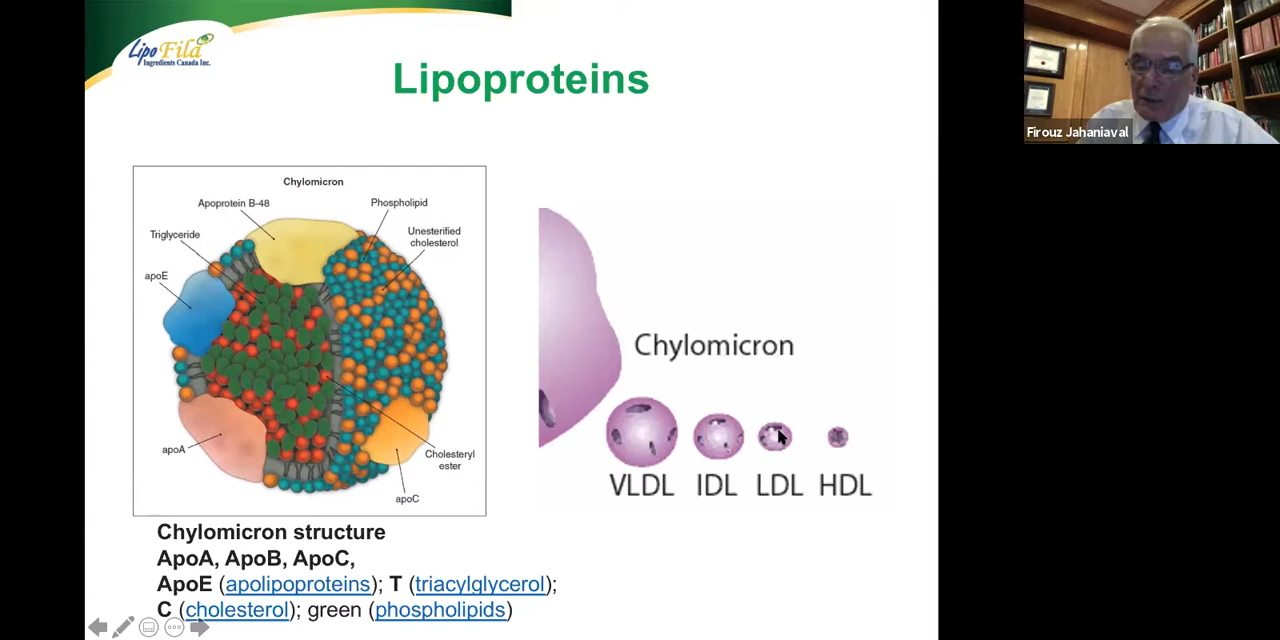 Lipo Fila
Ingredients Canada Inc.
Lipoproteins
Firouz Jahaniaval
Chylomicron
Apoprotein B-48
Phospholipid
Triglyceride
Unesterified
cholesterol
apoE
apoA
Cholesteryl
ester
apoC
Chylomicron
VLDL IDL LDL HDL
Chylomicron structure
ApoA, ApoB, ApoC,
ApoE (apolipoproteins); T (triacylglycerol);
C (cholesterol); green (phospholipids)